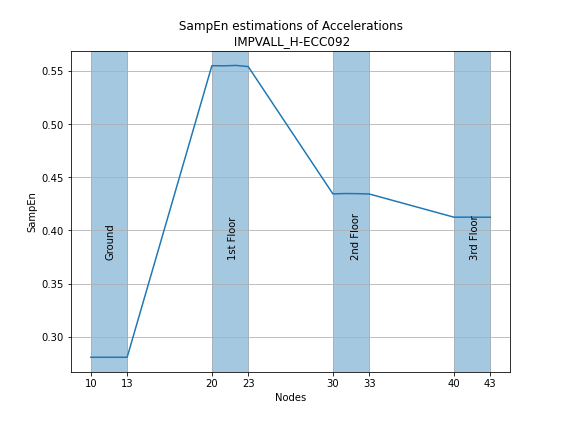 SampEn estimations of Accelerations
IMPVALL_H-ECC092
0.55
0.50
0.45
0.40
0.35
0.30
SampEn
Ground
1st Floor
2nd Floor
3rd Floor
10 13 20 23 30 33 40 43
Nodes